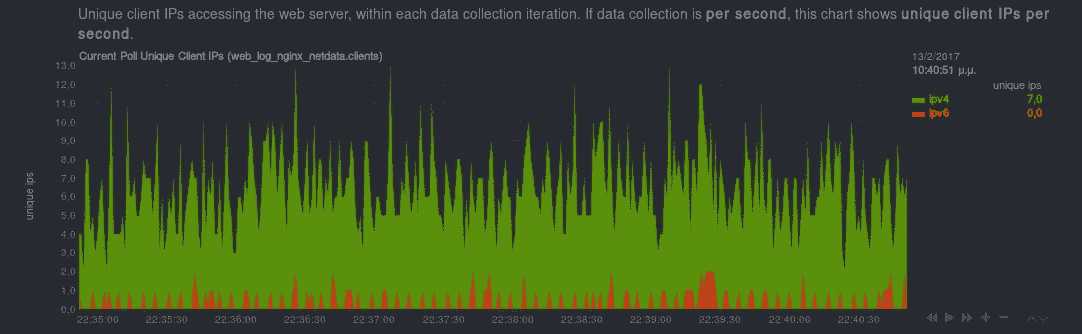 Unique client IPs accessing the web server, within each data collection iteration. If data collection is per second, this chart shows unique client IPs per
second.
Current Poll Unique Client IPs (web_log_nginx_netdata.clients)
13/2/2017
10:40:51 μ.μ.
unique ips
ipv4 7,0
ipv6 0,0
13,0
12,0
11,0
10,0
9,0
8,0
7,0
6,0
5,0
4,0
3,0
2,0
1,0
0,0
unique ips
22:35:00 22:35:30 22:36:00 22:36:30 22:37:00 22:37:30 22:38:00 22:38:30 22:39:00 22:39:30 22:40:00 22:40:30